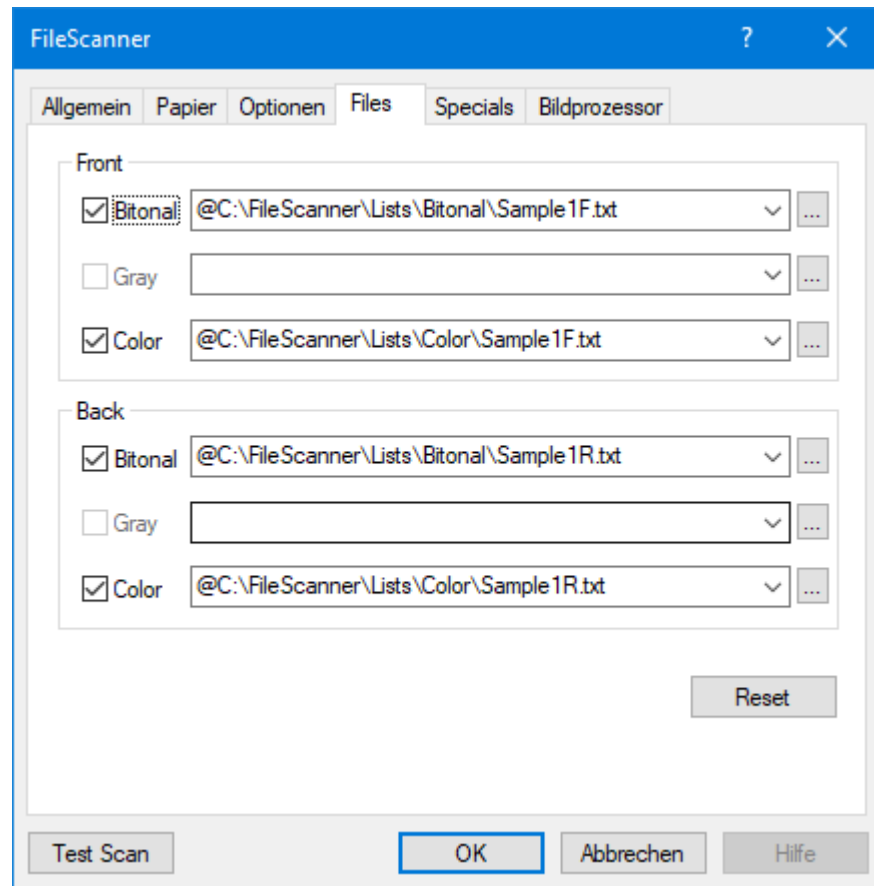 FileScanner
Allgemein Papier Optionen Files Specials Bildprozessor
Front
Bitonal @C:\FileScanner\Lists\Bitonal\Sample1F.txt ...
Gray ...
Color @C:\FileScanner\Lists\Color\Sample1F.txt ...
Back
Bitonal @C:\FileScanner\Lists\Bitonal\Sample1R.txt ...
Gray ...
Color @C:\FileScanner\Lists\Color\Sample1R.txt ...
Reset
Test Scan OK Abbrechen Hilfe